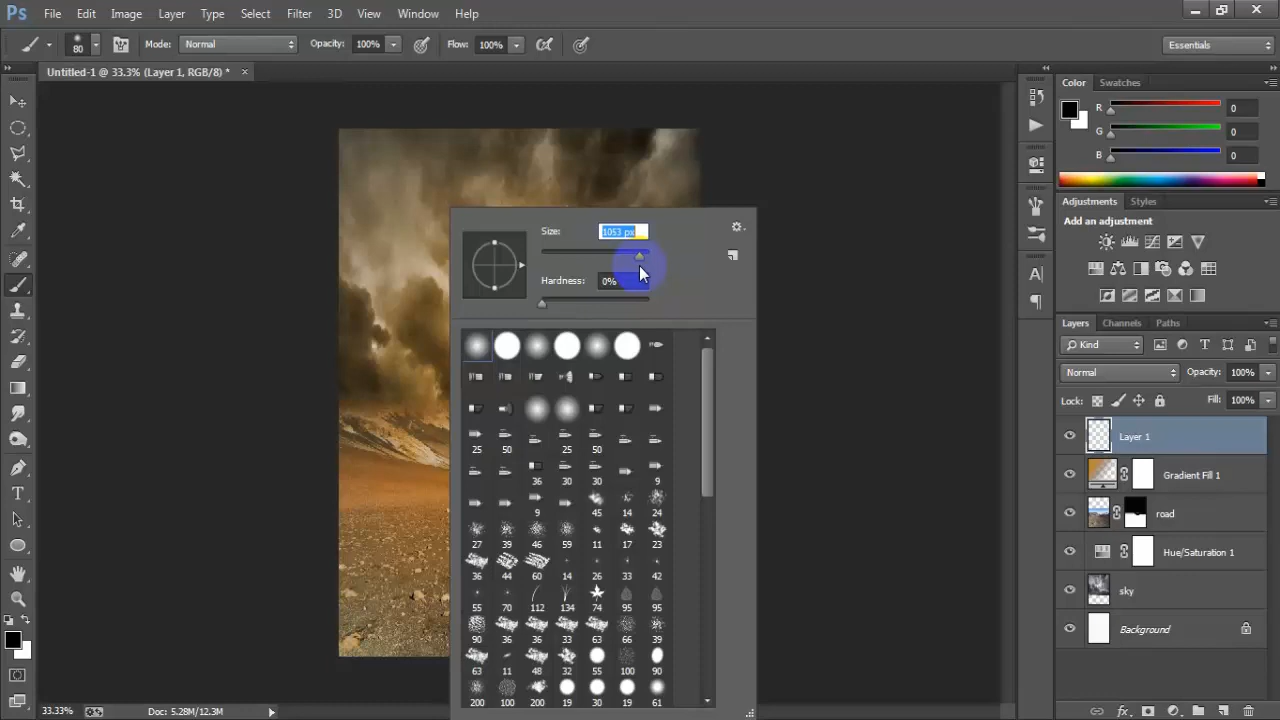 Ps File Edit Image Layer Type Select Filter 3D View Window Help
80 Mode: Normal Opacity: 100% Flow: 100% Essentials
Untitled-1 @ 33.3% (Layer 1, RGB/8) * ×
Color Swatches
R 0
G 0
B 0
Adjustments Styles
Add an adjustment
Size: 1053 px
Hardness: 0%
25 50 25 50
36 30 30 9
9 45 14 24
27 39 46 59 11 17 23
36 44 60 14 26 33 42
55 70 112 134 74 95 95
90 36 36 33 63 66 39
63 11 48 32 55 100 90
200 100 200 19 30 19 61
Layers Channels Paths
Kind
Normal Opacity: 100%
Lock: Fill: 100%
Layer 1
Gradient Fill 1
road
Hue/Saturation 1
sky
Background
33.33% Doc: 5.28M/12.3M